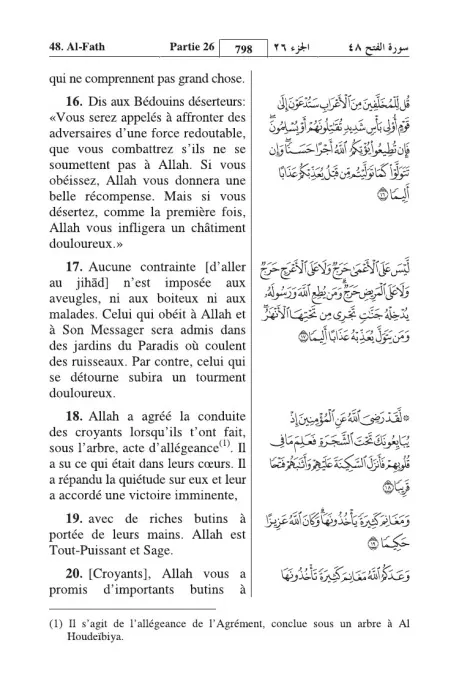 48. Al-Fath Partie 26 798 الجزء ٢٦ سورة الفتح ٤٨
qui ne comprennent pas grand chose.
16. Dis aux Bédouins déserteurs:
«Vous serez appelés à affronter des
adversaires d'une force redoutable,
que vous combattrez s'ils ne se
soumettent pas à Allah. Si vous
obéissez, Allah vous donnera une
belle récompense. Mais si vous
désertez, comme la première fois,
Allah vous infligera un châtiment
douloureux.»
17. Aucune contrainte [d'aller
au jihād] n'est imposée aux
aveugles, ni aux boiteux ni aux
malades. Celui qui obéit à Allah et
à Son Messager sera admis dans
des jardins du Paradis où coulent
des ruisseaux. Par contre, celui qui
se détourne subira un tourment
douloureux.
18. Allah a agréé la conduite
des croyants lorsqu'ils t'ont fait,
sous l'arbre, acte d'allégeance(1). Il
a su ce qui était dans leurs cœurs. Il
a répandu la quiétude sur eux et leur
a accordé une victoire imminente,
19. avec de riches butins à
portée de leurs mains. Allah est
Tout-Puissant et Sage.
20. [Croyants], Allah vous a
promis d'importants butins à
قُل لِّلْمُخَلَّفِينَ مِنَ ٱلْأَعْرَابِ سَتُدْعَوْنَ إِلَىٰ
قَوْمٍ أُو۟لِى بَأْسٍ شَدِيدٍ تُقَٰتِلُونَهُمْ أَوْ يُسْلِمُونَ ۖ
فَإِن تُطِيعُوا۟ يُؤْتِكُمُ ٱللَّهُ أَجْرًا حَسَنًا ۖ وَإِن
تَتَوَلَّوْا۟ كَمَا تَوَلَّيْتُم مِّن قَبْلُ يُعَذِّبْكُمْ عَذَابًا
أَلِيمًا ١٦
لَّيْسَ عَلَى ٱلْأَعْمَىٰ حَرَجٌ وَلَا عَلَى ٱلْأَعْرَجِ حَرَجٌ
وَلَا عَلَى ٱلْمَرِيضِ حَرَجٌ ۗ وَمَن يُطِعِ ٱللَّهَ وَرَسُولَهُۥ
يُدْخِلْهُ جَنَّٰتٍ تَجْرِى مِن تَحْتِهَا ٱلْأَنْهَٰرُ ۖ
وَمَن يَتَوَلَّ يُعَذِّبْهُ عَذَابًا أَلِيمًا ١٧
۞ لَّقَدْ رَضِىَ ٱللَّهُ عَنِ ٱلْمُؤْمِنِينَ إِذْ
يُبَايِعُونَكَ تَحْتَ ٱلشَّجَرَةِ فَعَلِمَ مَا فِى
قُلُوبِهِمْ فَأَنزَلَ ٱلسَّكِينَةَ عَلَيْهِمْ وَأَثَٰبَهُمْ فَتْحًا
قَرِيبًا ١٨
وَمَغَانِمَ كَثِيرَةً يَأْخُذُونَهَا ۗ وَكَانَ ٱللَّهُ عَزِيزًا
حَكِيمًا ١٩
وَعَدَكُمُ ٱللَّهُ مَغَانِمَ كَثِيرَةً تَأْخُذُونَهَا
(1) Il s'agit de l'allégeance de l'Agrément, conclue sous un arbre à Al
Houdeïbiya.